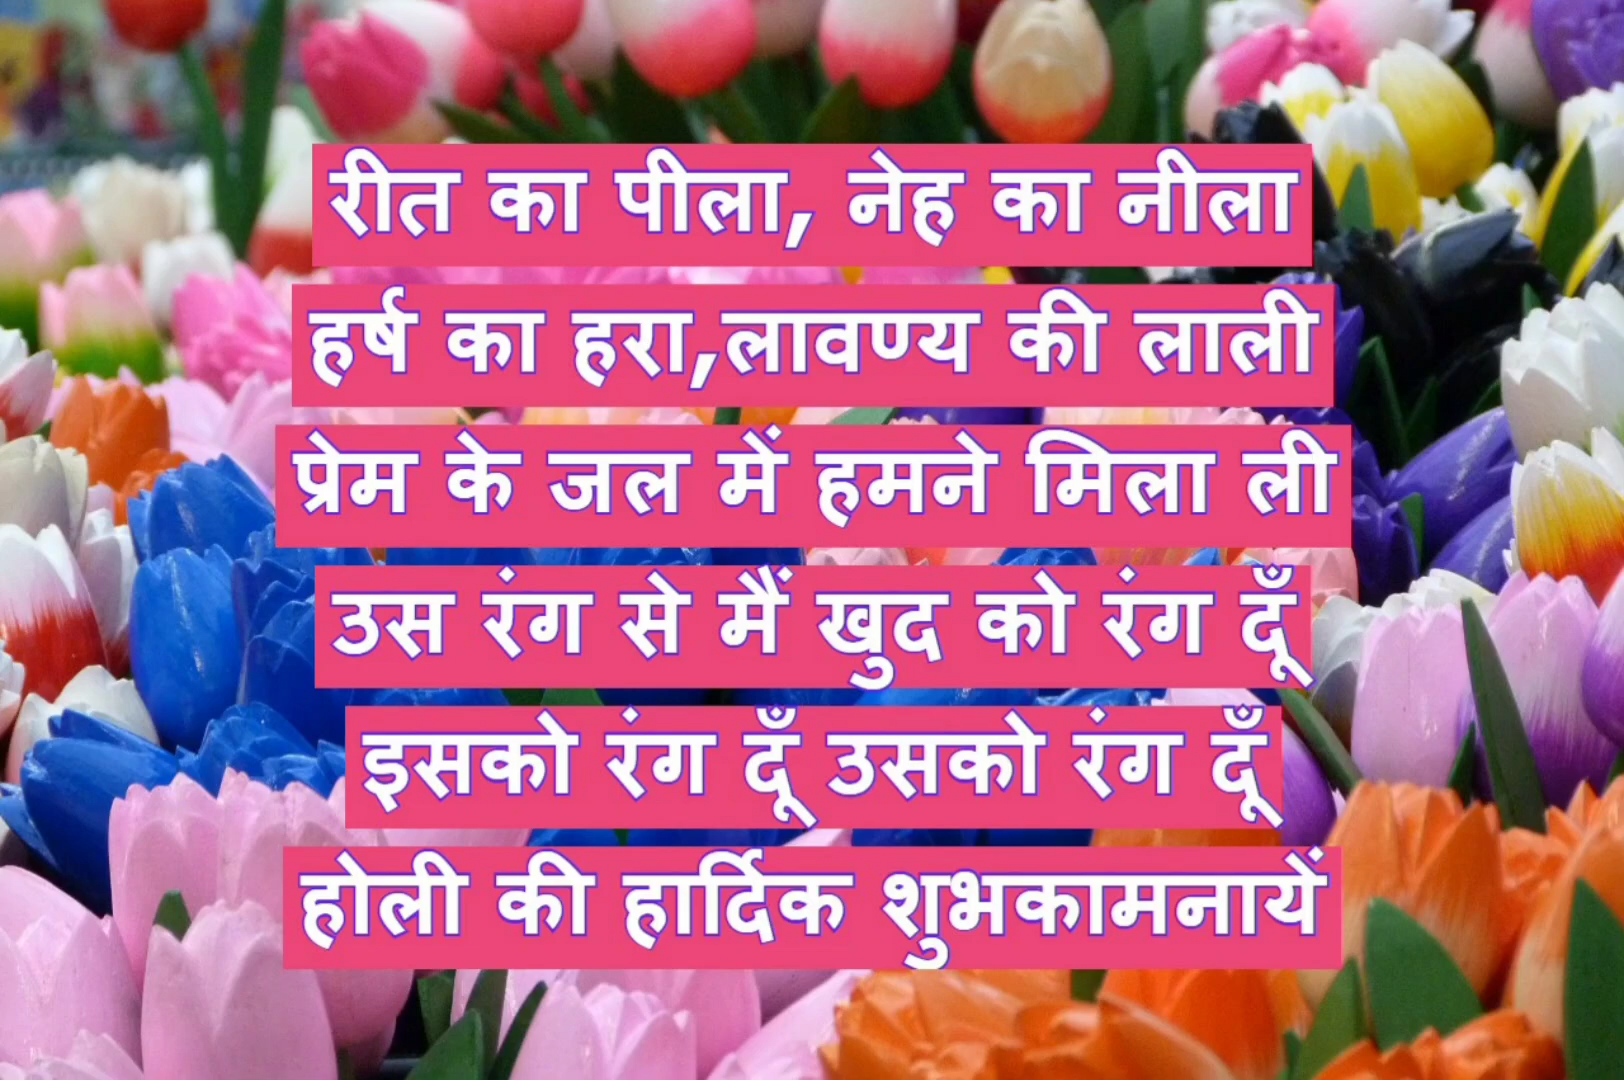 रीत का पीला, नेह का नीला
हर्ष का हरा,लावण्य की लाली
प्रेम के जल में हमने मिला ली
उस रंग से मैं खुद को रंग दूँ
इसको रंग दूँ उसको रंग दूँ
होली की हार्दिक शुभकामनायें